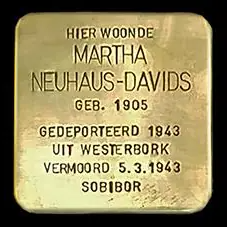 HIER WOONDE
MARTHA
NEUHAUS-DAVIDS
GEB. 1905
GEDEPORTEERD 1943
UIT WESTERBORK
VERMOORD 5.3.1943
SOBIBOR